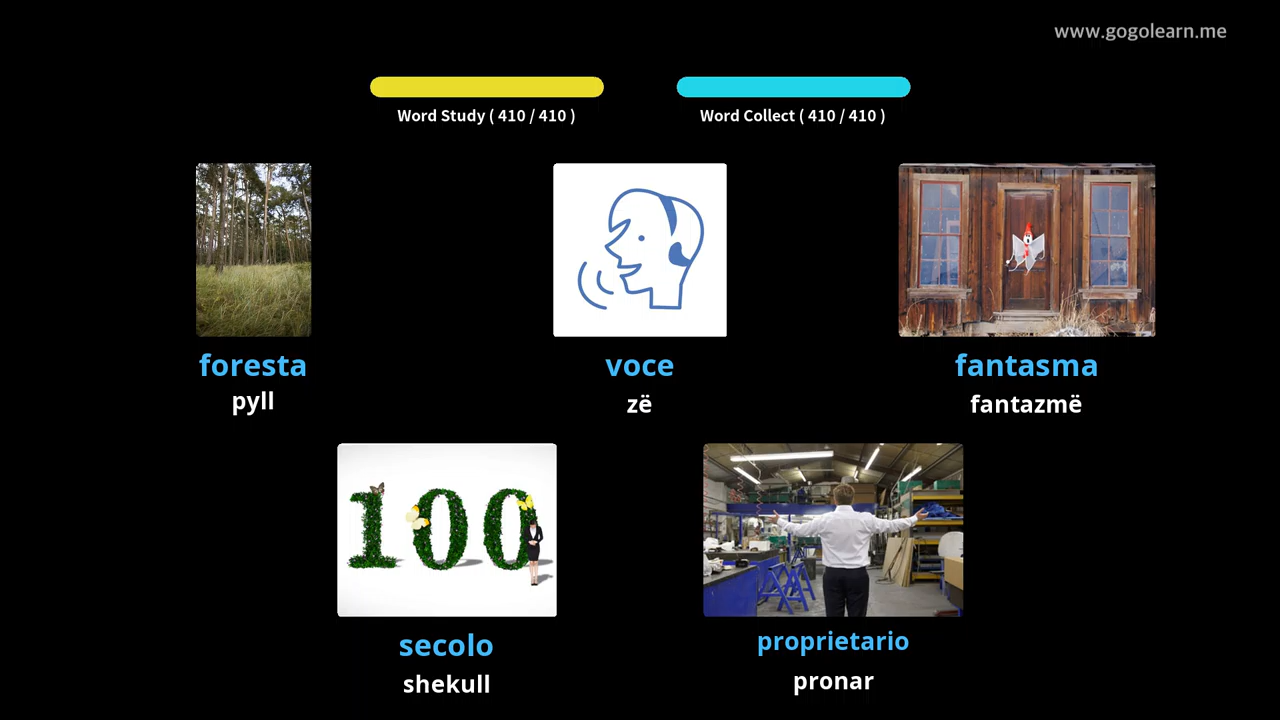 www.gogolearn.me
Word Study ( 410 / 410 )
Word Collect ( 410 / 410 )
foresta
pyll
voce
zë
fantasma
fantazmë
100
secolo
shekull
proprietario
pronar